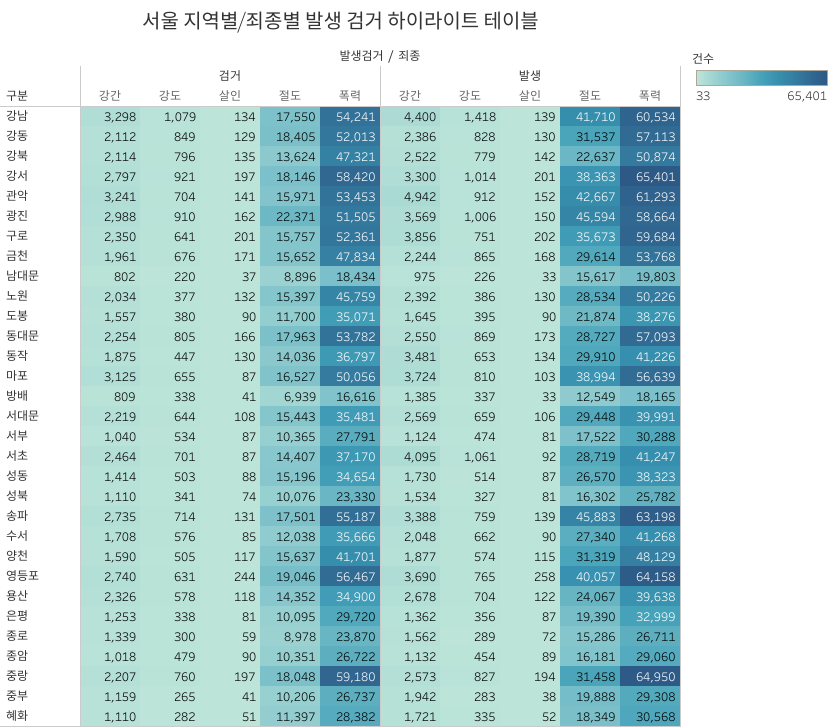 서울 지역별/죄종별 발생 검거 하이라이트 테이블
발생검거 / 죄종
건수
검거 발생
33 65,401
구분 강간 강도 살인 절도 폭력 강간 강도 살인 절도 폭력
강남 3,298 1,079 134 17,550 54,241 4,400 1,418 139 41,710 60,534
강동 2,112 849 129 18,405 52,013 2,386 828 130 31,537 57,113
강북 2,114 796 135 13,624 47,321 2,522 779 142 22,637 50,874
강서 2,797 921 197 18,146 58,420 3,300 1,014 201 38,363 65,401
관악 3,241 704 141 15,971 53,453 4,942 912 152 42,667 61,293
광진 2,988 910 162 22,371 51,505 3,569 1,006 150 45,594 58,664
구로 2,350 641 201 15,757 52,361 3,856 751 202 35,673 59,684
금천 1,961 676 171 15,652 47,834 2,244 865 168 29,614 53,768
남대문 802 220 37 8,896 18,434 975 226 33 15,617 19,803
노원 2,034 377 132 15,397 45,759 2,392 386 130 28,534 50,226
도봉 1,557 380 90 11,700 35,071 1,645 395 90 21,874 38,276
동대문 2,254 805 166 17,963 53,782 2,550 869 173 28,727 57,093
동작 1,875 447 130 14,036 36,797 3,481 653 134 29,910 41,226
마포 3,125 655 87 16,527 50,056 3,724 810 103 38,994 56,639
방배 809 338 41 6,939 16,616 1,385 337 33 12,549 18,165
서대문 2,219 644 108 15,443 35,481 2,569 659 106 29,448 39,991
서부 1,040 534 87 10,365 27,791 1,124 474 81 17,522 30,288
서초 2,464 701 87 14,407 37,170 4,095 1,061 92 28,719 41,247
성동 1,414 503 88 15,196 34,654 1,730 514 87 26,570 38,323
성북 1,110 341 74 10,076 23,330 1,534 327 81 16,302 25,782
송파 2,735 714 131 17,501 55,187 3,388 759 139 45,883 63,198
수서 1,708 576 85 12,038 35,666 2,048 662 90 27,340 41,268
양천 1,590 505 117 15,637 41,701 1,877 574 115 31,319 48,129
영등포 2,740 631 244 19,046 56,467 3,690 765 258 40,057 64,158
용산 2,326 578 118 14,352 34,900 2,678 704 122 24,067 39,638
은평 1,253 338 81 10,095 29,720 1,362 356 87 19,390 32,999
종로 1,339 300 59 8,978 23,870 1,562 289 72 15,286 26,711
종암 1,018 479 90 10,351 26,722 1,132 454 89 16,181 29,060
중랑 2,207 760 197 18,048 59,180 2,573 827 194 31,458 64,950
중부 1,159 265 41 10,206 26,737 1,942 283 38 19,888 29,308
혜화 1,110 282 51 11,397 28,382 1,721 335 52 18,349 30,568